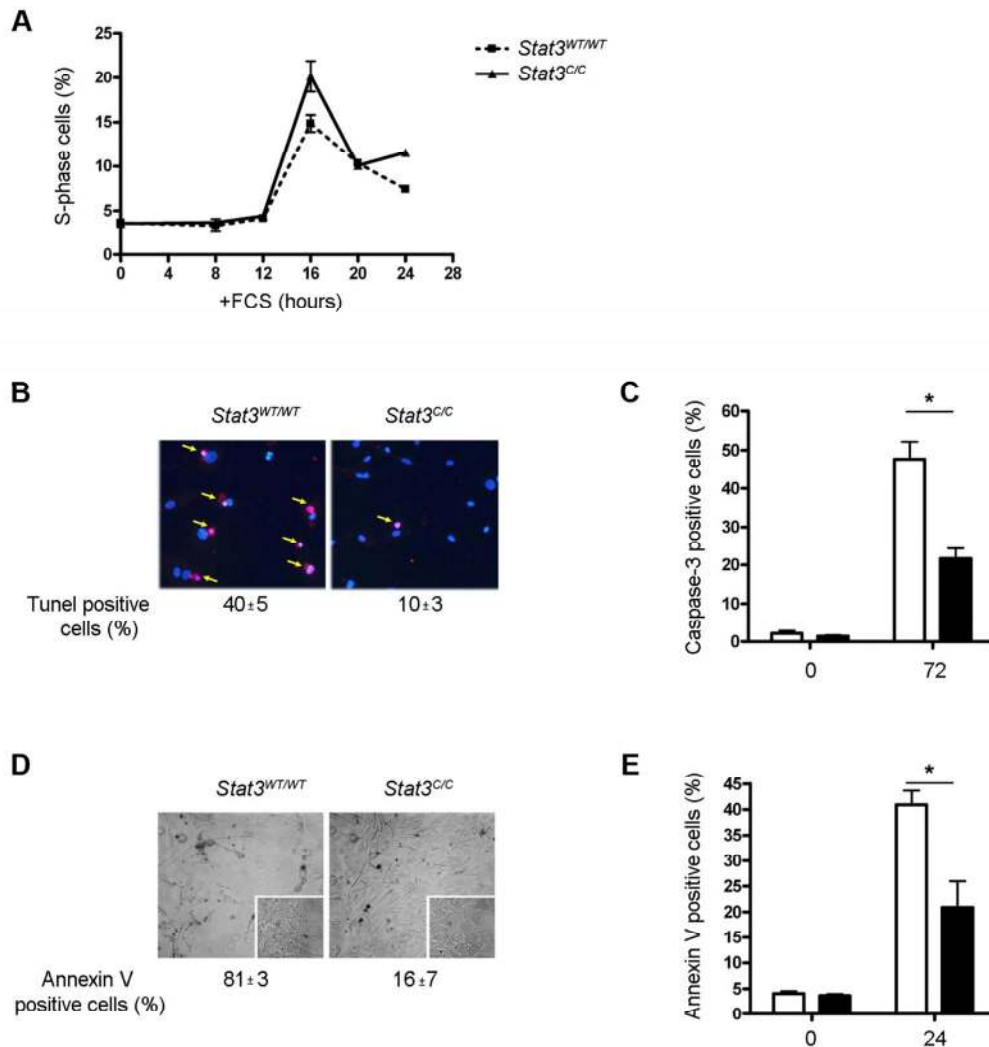 A
25
20
15
10
5
0
S-phase cells (%)
0 4 8 12 16 20 24 28
+FCS (hours)
Stat3WT/WT
Stat3C/C
B
Stat3WT/WT Stat3C/C
Tunel positive 40±5 10±3
cells (%)
C
60
50
40
30
20
10
0
Caspase-3 positive cells (%)
*
0 72
D
Stat3WT/WT Stat3C/C
Annexin V 81±3 16±7
positive cells (%)
E
45
40
35
30
25
20
15
10
5
0
Annexin V positive cells (%)
*
0 24